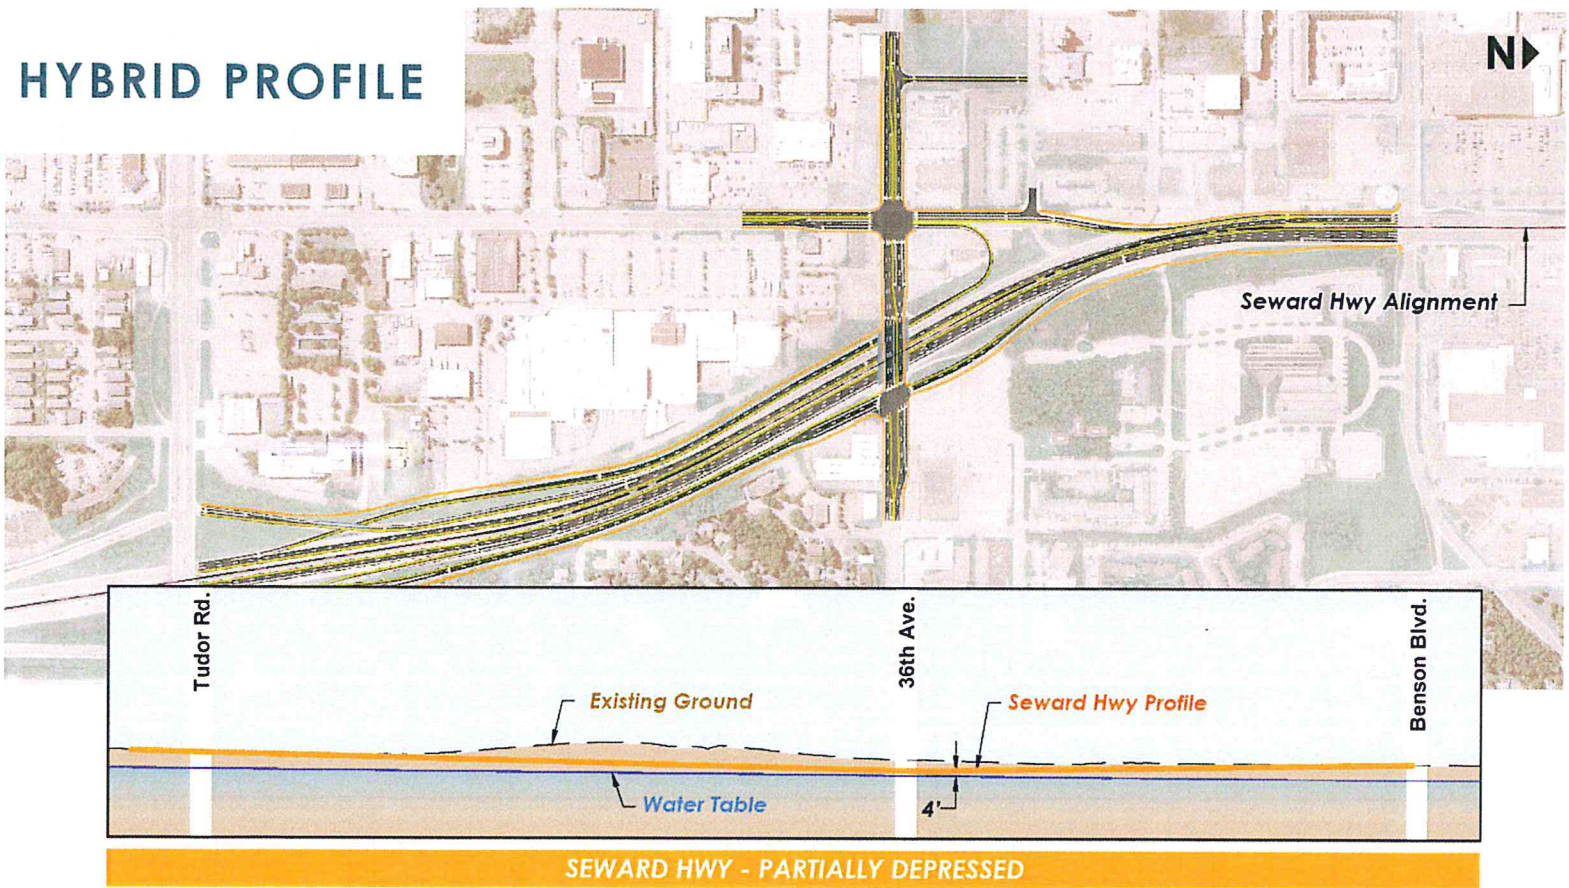 HYBRID PROFILE
N
Seward Hwy Alignment
Tudor Rd.
36th Ave.
Benson Blvd.
Existing Ground
Seward Hwy Profile
Water Table
4'
SEWARD HWY - PARTIALLY DEPRESSED